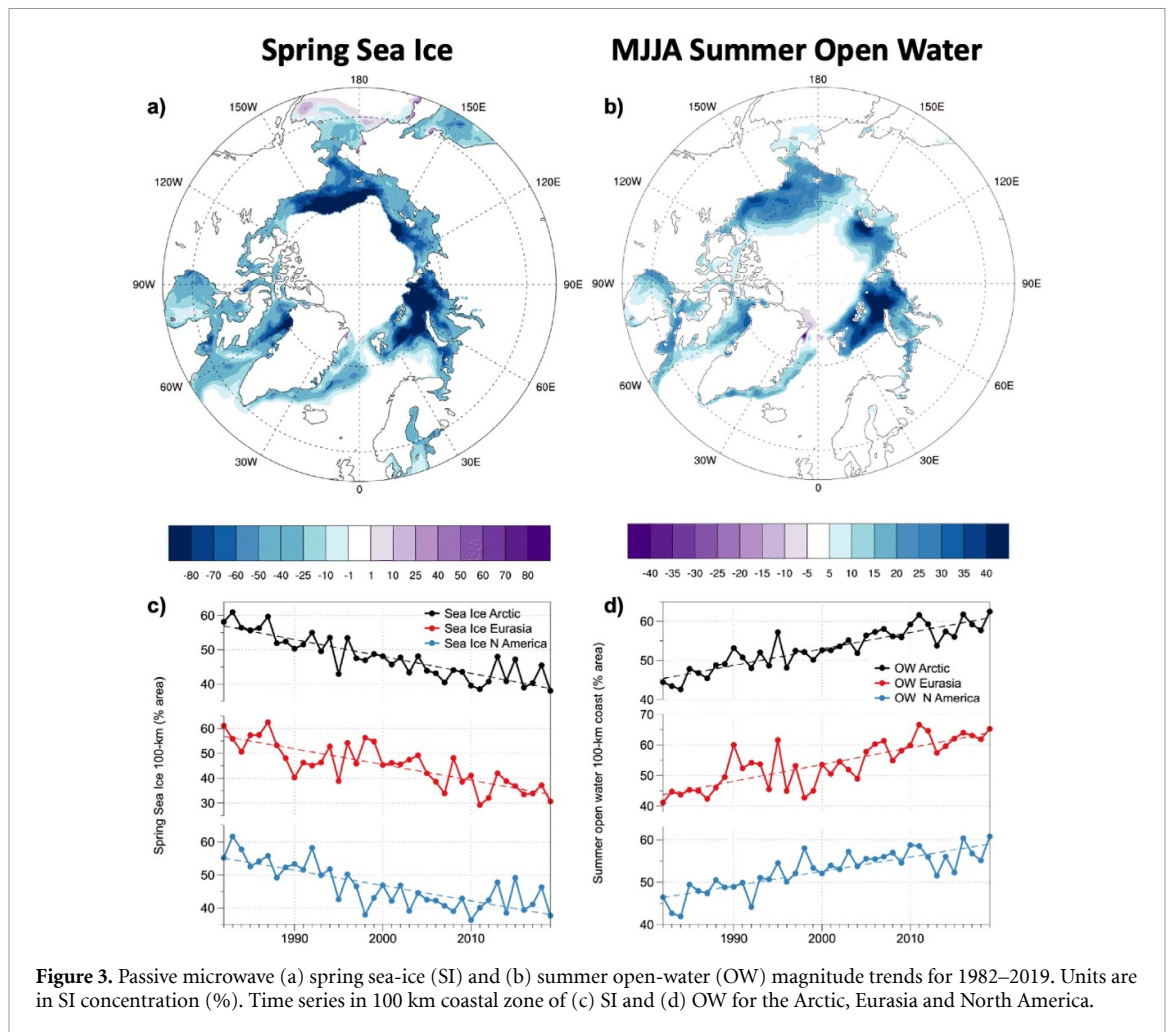 Spring Sea Ice
MJJA Summer Open Water
a)
180
150W
150E
120W
120E
90W
90E
60W
60E
30W
30E
0
b)
180
150W
150E
120W
120E
90W
90E
60W
60E
30W
30E
0
-80 -70 -60 -50 -25 -10 -1 1 10 25 40 50 60 70 80
-40 -35 -30 -25 -20 -15 -10 -5 5 10 15 20 25 30 35 40
c)
Spring Sea Ice 100-km (% area)
Sea Ice Arctic
Sea Ice Eurasia
Sea Ice N America
60
50
40
60
50
40
30
60
50
40
1990 2000 2010
d)
Summer open water 100-km coast (% area)
OW Arctic
OW Eurasia
OW N America
60
50
40
70
60
50
40
60
50
40
1990 2000 2010
Figure 3. Passive microwave (a) spring sea-ice (SI) and (b) summer open-water (OW) magnitude trends for 1982–2019. Units are
in SI concentration (%). Time series in 100 km coastal zone of (c) SI and (d) OW for the Arctic, Eurasia and North America.